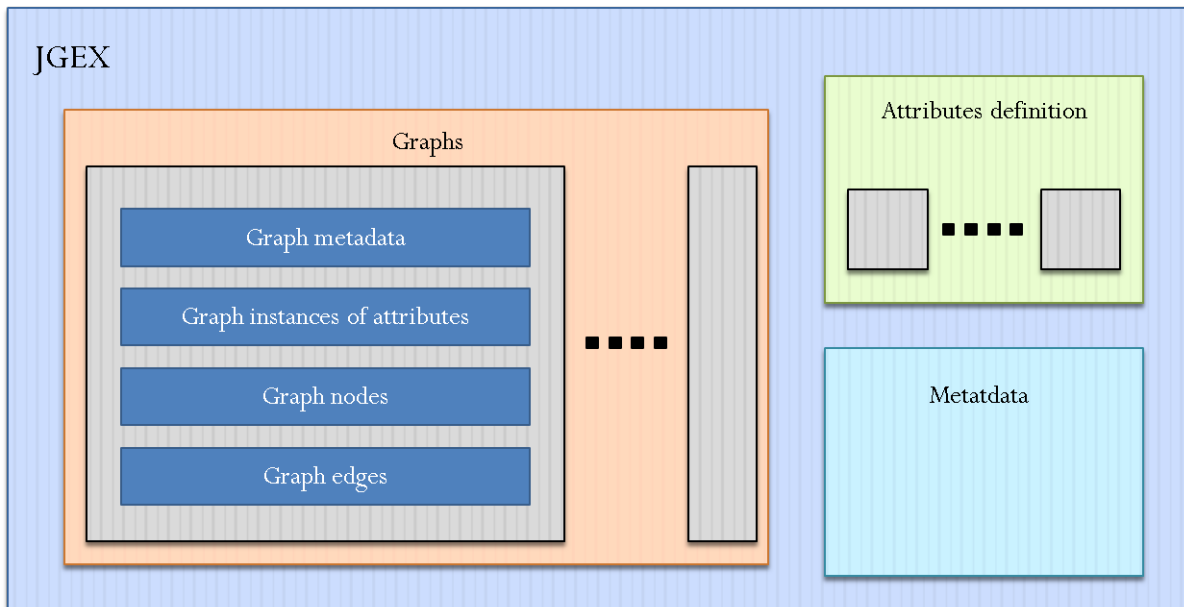 JGEX
Graphs
Graph metadata
Graph instances of attributes
Graph nodes
Graph edges
Attributes definition
Metatdata